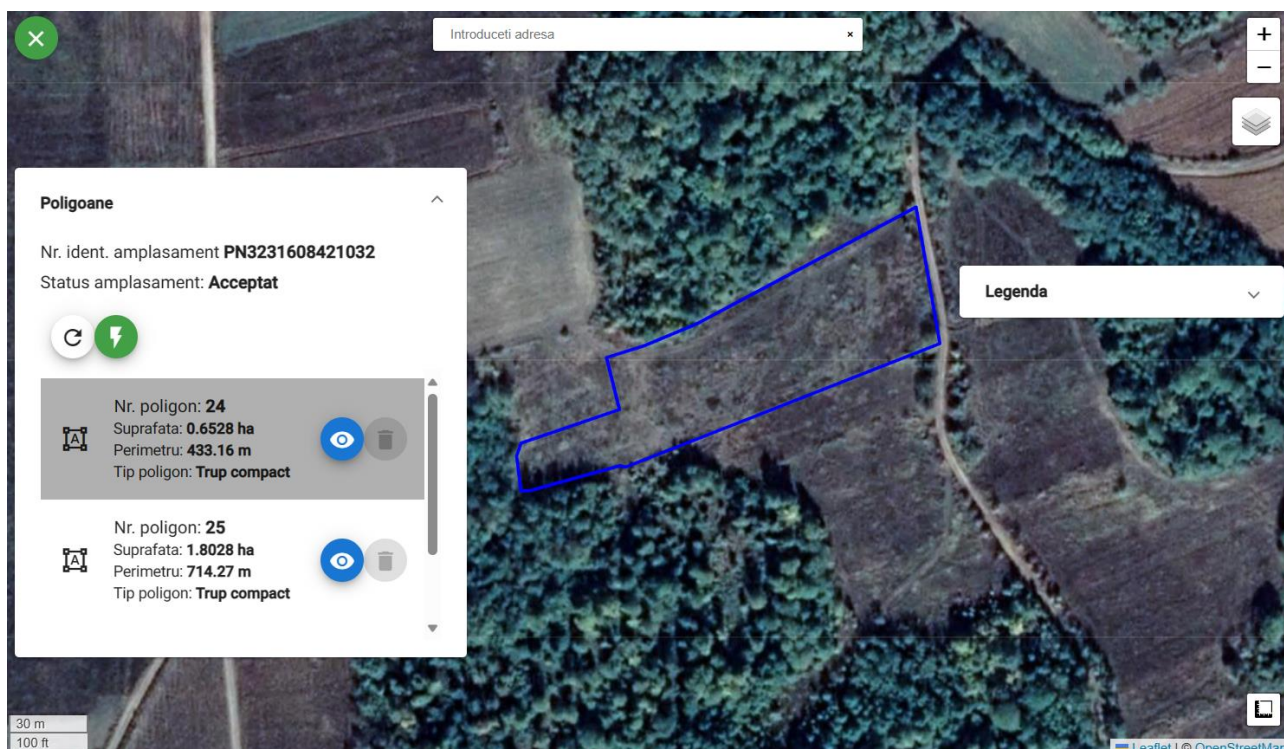 Introduceti adresa
×
+
−
Poligoane
Nr. ident. amplasament PN3231608421032
Status amplasament: Acceptat
Legenda
A
Nr. poligon: 24
Suprafata: 0.6528 ha
Perimetru: 433.16 m
Tip poligon: Trup compact
A
Nr. poligon: 25
Suprafata: 1.8028 ha
Perimetru: 714.27 m
Tip poligon: Trup compact
30 m
100 ft
Leaflet | © OpenStreetMap